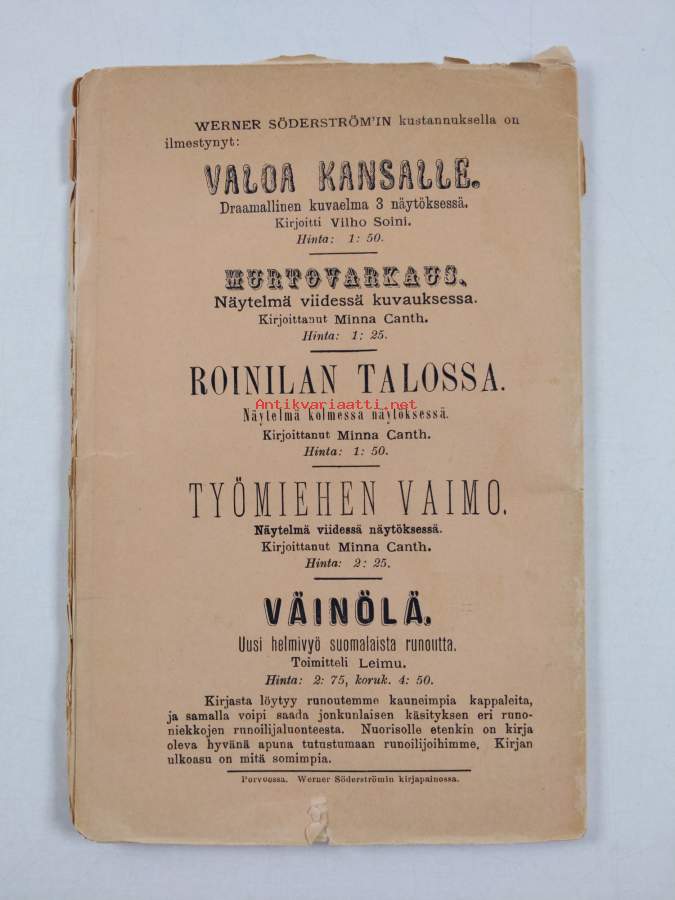 WERNER SÖDERSTRÖM'IN kustannuksella on
ilmestynyt:
VALOA KANSALLE.
Draamallinen kuvaelma 3 näytöksessä.
Kirjoitti Vilho Soini.
Hinta: 1: 50.
MURTOVARKAUS.
Näytelmä viidessä kuvauksessa.
Kirjoittanut Minna Canth.
Hinta: 1: 25.
ROINILAN TALOSSA.
Antikvariaatti.net
Näytelmä kolmessa näytöksessä.
Kirjoittanut Minna Canth.
Hinta: 1: 50.
TYÖMIEHEN VAIMO.
Näytelmä viidessä näytöksessä.
Kirjoittanut Minna Canth.
Hinta: 2: 25.
VÄINÖLÄ.
Uusi helmivyö suomalaista runoutta.
Toimitteli Leimu.
Hinta: 2: 75, koruk. 4: 50.
Kirjasta löytyy runoutemme kauneimpia kappaleita,
ja samalla voipi saada jonkunlaisen käsityksen eri runo-
niekkojen runoilijaluonteesta. Nuorisolle etenkin on kirja
oleva hyvänä apuna tutustumaan runoilijoihimme. Kirjan
ulkoasu on mitä somimpia.
Porvoossa. Werner Söderströmin kirjapainossa.